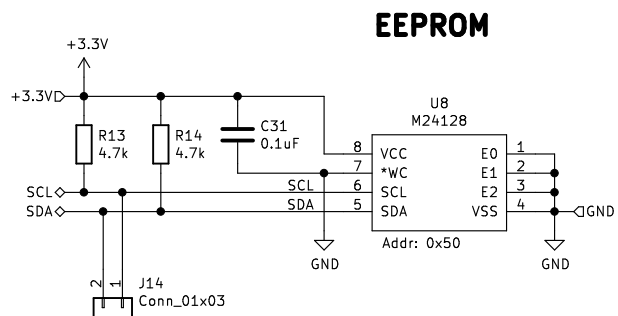 EEPROM
+3.3V
+3.3V
R13
4.7k
R14
4.7k
C31
0.1uF
U8
M24128
8 VCC E0 1
7 *WC E1 2
SCL SCL 6 SCL E2 3
SDA SDA 5 SDA VSS 4 GND
Addr: 0x50
GND
GND
2 1 J14
Conn_01x03